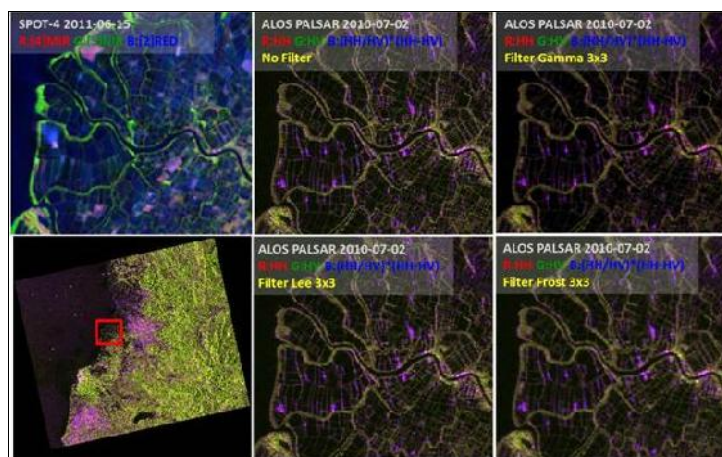 SPOT-4 2011-06-15
B:[2]RED
ALOS PALSAR 2010-07-02
R:HH G:HV B:(HH/HV)*(HH-HV)
No Filter
ALOS PALSAR 2010-07-02
R:HH G:HV B:(HH/HV)*(HH-HV)
Filter Gamma 3x3
ALOS PALSAR 2010-07-02
R:HH G:HV B:(HH/HV)*(HH-HV)
Filter Lee 3x3
ALOS PALSAR 2010-07-02
R:HH G:HV B:(HH/HV)*(HH-HV)
Filter Frost 3x3